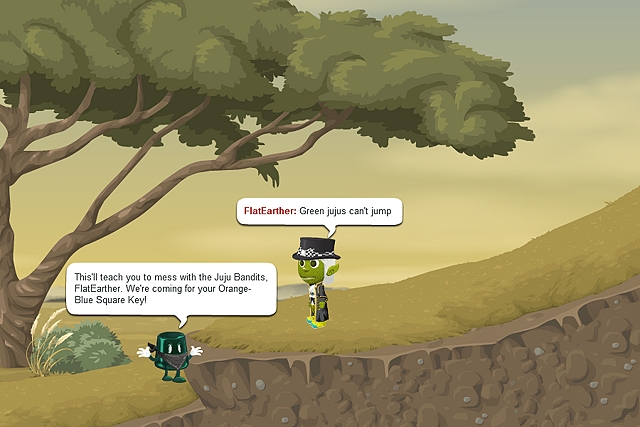 FlatEarther: Green jujus can't jump
This'll teach you to mess with the Juju Bandits,
FlatEarther. We're coming for your Orange-
Blue Square Key!